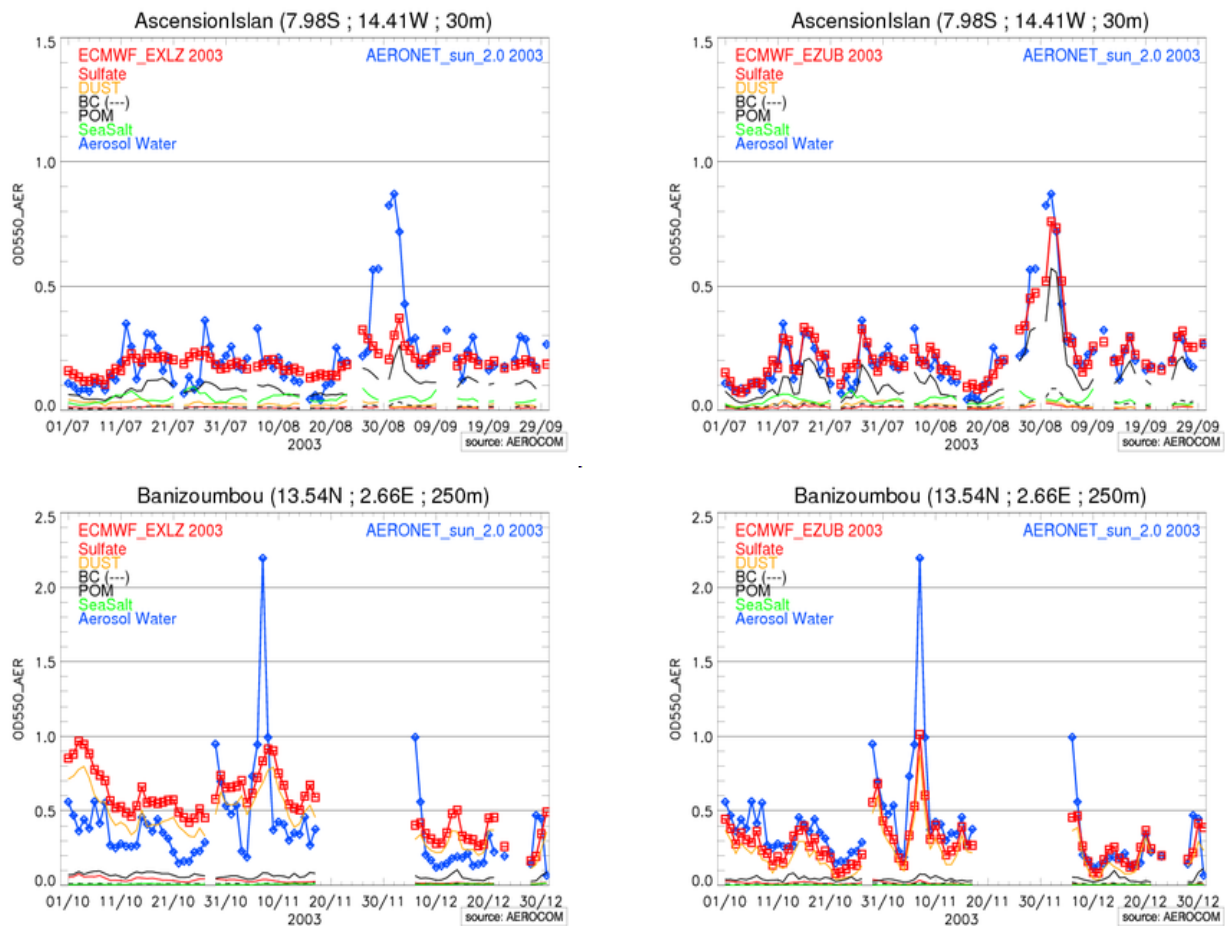 AscensionIslan (7.98S ; 14.41W ; 30m)
1.5
ECMWF_EXLZ 2003
AERONET_sun_2.0 2003
Sulfate
DUST
BC (---)
POM
SeaSalt
Aerosol Water
1.0
OD550_AER
0.5
0.0
01/07 11/07 21/07 31/07 10/08 20/08 30/08 09/09 19/09 29/09
2003
source: AEROCOM
AscensionIslan (7.98S ; 14.41W ; 30m)
1.5
ECMWF_EZUB 2003
AERONET_sun_2.0 2003
Sulfate
DUST
BC (---)
POM
SeaSalt
Aerosol Water
1.0
OD550_AER
0.5
0.0
01/07 11/07 21/07 31/07 10/08 20/08 30/08 09/09 19/09 29/09
2003
source: AEROCOM
Banizoumbou (13.54N ; 2.66E ; 250m)
2.5
ECMWF_EXLZ 2003
AERONET_sun_2.0 2003
Sulfate
DUST
BC (---)
POM
SeaSalt
Aerosol Water
2.0
1.5
OD550_AER
1.0
0.5
0.0
01/10 11/10 21/10 31/10 10/11 20/11 30/11 10/12 20/12 30/12
2003
source: AEROCOM
Banizoumbou (13.54N ; 2.66E ; 250m)
2.5
ECMWF_EZUB 2003
AERONET_sun_2.0 2003
Sulfate
DUST
BC (---)
POM
SeaSalt
Aerosol Water
2.0
1.5
OD550_AER
1.0
0.5
0.0
01/10 11/10 21/10 31/10 10/11 20/11 30/11 10/12 20/12 30/12
2003
source: AEROCOM